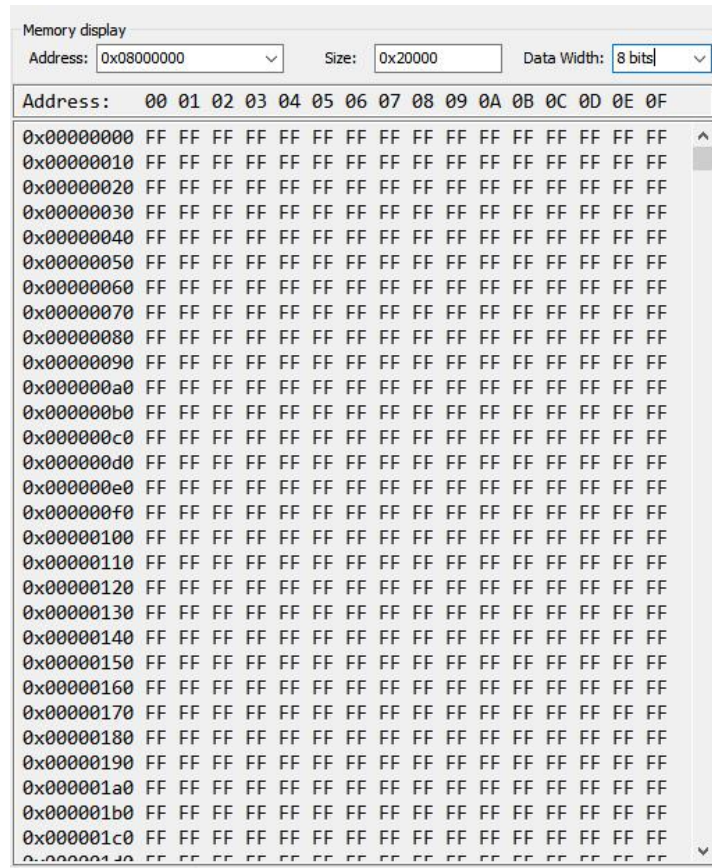 Memory display
Address: 0x08000000 Size: 0x20000 Data Width: 8 bits
Address: 00 01 02 03 04 05 06 07 08 09 0A 0B 0C 0D 0E 0F
0x00000000 FF FF FF FF FF FF FF FF FF FF FF FF FF FF FF FF
0x00000010 FF FF FF FF FF FF FF FF FF FF FF FF FF FF FF FF
0x00000020 FF FF FF FF FF FF FF FF FF FF FF FF FF FF FF FF
0x00000030 FF FF FF FF FF FF FF FF FF FF FF FF FF FF FF FF
0x00000040 FF FF FF FF FF FF FF FF FF FF FF FF FF FF FF FF
0x00000050 FF FF FF FF FF FF FF FF FF FF FF FF FF FF FF FF
0x00000060 FF FF FF FF FF FF FF FF FF FF FF FF FF FF FF FF
0x00000070 FF FF FF FF FF FF FF FF FF FF FF FF FF FF FF FF
0x00000080 FF FF FF FF FF FF FF FF FF FF FF FF FF FF FF FF
0x00000090 FF FF FF FF FF FF FF FF FF FF FF FF FF FF FF FF
0x000000a0 FF FF FF FF FF FF FF FF FF FF FF FF FF FF FF FF
0x000000b0 FF FF FF FF FF FF FF FF FF FF FF FF FF FF FF FF
0x000000c0 FF FF FF FF FF FF FF FF FF FF FF FF FF FF FF FF
0x000000d0 FF FF FF FF FF FF FF FF FF FF FF FF FF FF FF FF
0x000000e0 FF FF FF FF FF FF FF FF FF FF FF FF FF FF FF FF
0x000000f0 FF FF FF FF FF FF FF FF FF FF FF FF FF FF FF FF
0x00000100 FF FF FF FF FF FF FF FF FF FF FF FF FF FF FF FF
0x00000110 FF FF FF FF FF FF FF FF FF FF FF FF FF FF FF FF
0x00000120 FF FF FF FF FF FF FF FF FF FF FF FF FF FF FF FF
0x00000130 FF FF FF FF FF FF FF FF FF FF FF FF FF FF FF FF
0x00000140 FF FF FF FF FF FF FF FF FF FF FF FF FF FF FF FF
0x00000150 FF FF FF FF FF FF FF FF FF FF FF FF FF FF FF FF
0x00000160 FF FF FF FF FF FF FF FF FF FF FF FF FF FF FF FF
0x00000170 FF FF FF FF FF FF FF FF FF FF FF FF FF FF FF FF
0x00000180 FF FF FF FF FF FF FF FF FF FF FF FF FF FF FF FF
0x00000190 FF FF FF FF FF FF FF FF FF FF FF FF FF FF FF FF
0x000001a0 FF FF FF FF FF FF FF FF FF FF FF FF FF FF FF FF
0x000001b0 FF FF FF FF FF FF FF FF FF FF FF FF FF FF FF FF
0x000001c0 FF FF FF FF FF FF FF FF FF FF FF FF FF FF FF FF